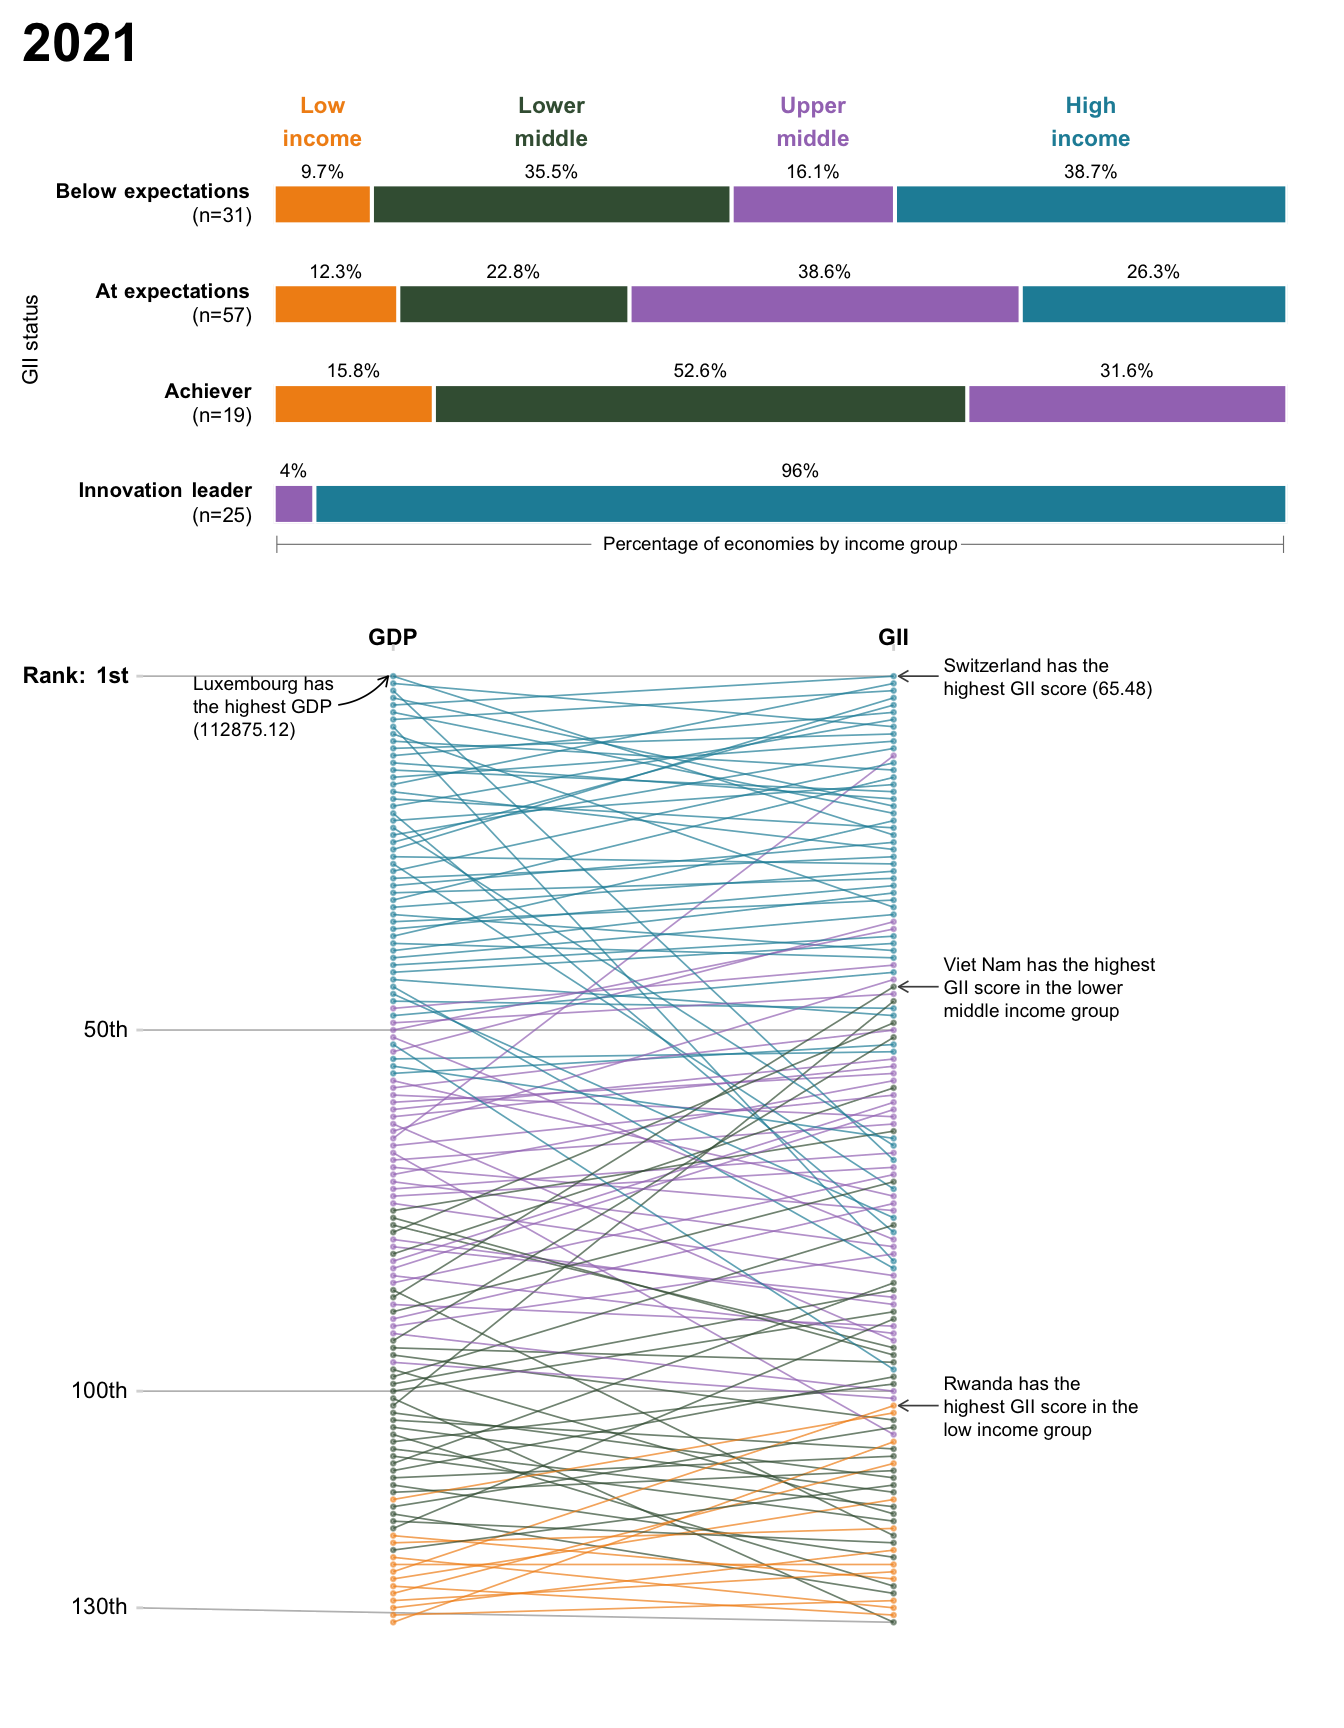 2021
Low
income
Lower
middle
Upper
middle
High
income
9.7%
35.5%
16.1%
38.7%
Below expectations
(n=31)
12.3%
22.8%
38.6%
26.3%
At expectations
(n=57)
GII status
15.8%
52.6%
31.6%
Achiever
(n=19)
4%
96%
Innovation leader
(n=25)
Percentage of economies by income group
GDP
GII
Rank: 1st
Luxembourg has
the highest GDP
(112875.12)
Switzerland has the
highest GII score (65.48)
Viet Nam has the highest
GII score in the lower
middle income group
50th
Rwanda has the
highest GII score in the
low income group
100th
130th